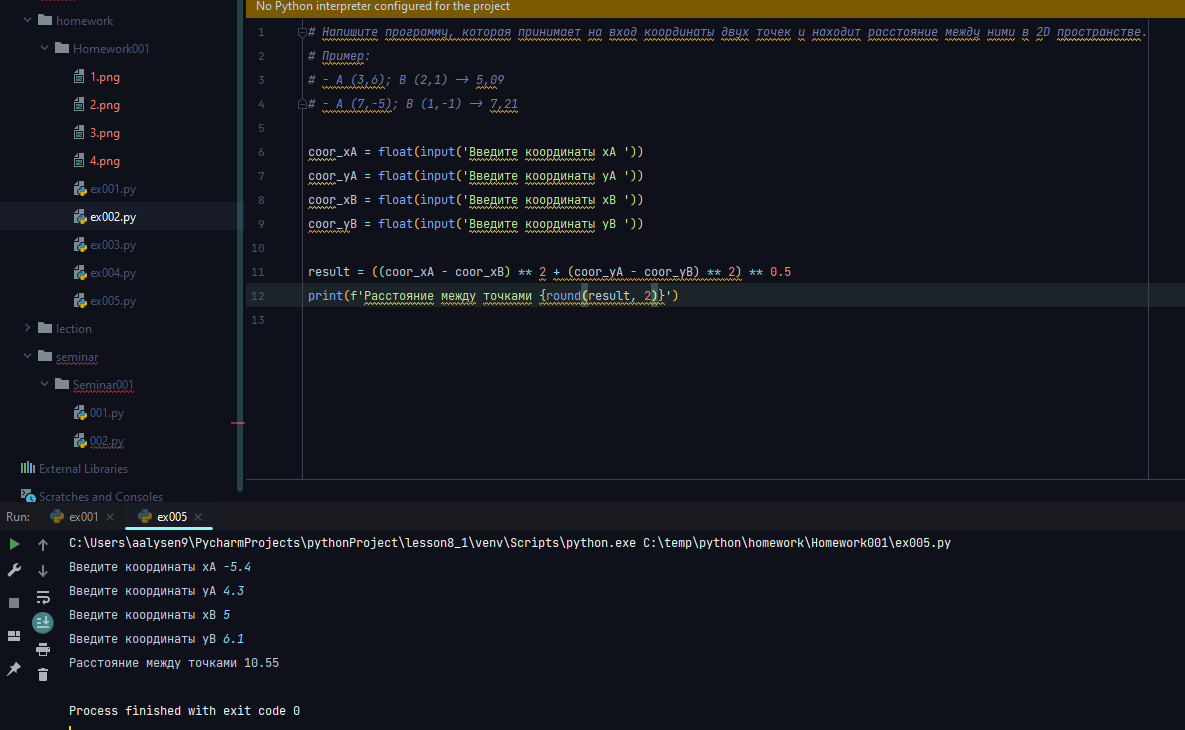 No Python interpreter configured for the project
homework
Homework001
1.png
2.png
3.png
4.png
ex001.py
ex002.py
ex003.py
ex004.py
ex005.py
lection
seminar
Seminar001
001.py
002.py
External Libraries
Scratches and Consoles
1 # Напишите программу, которая принимает на вход координаты двух точек и находит расстояние между ними в 2D пространстве.
2 # Пример:
3 # - A (3,6); B (2,1) -> 5,09
4 # - A (7,-5); B (1,-1) -> 7,21
5
6 coor_xA = float(input('Введите координаты xA '))
7 coor_yA = float(input('Введите координаты yA '))
8 coor_xB = float(input('Введите координаты xB '))
9 coor_yB = float(input('Введите координаты yB '))
10
11 result = ((coor_xA - coor_xB) ** 2 + (coor_yA - coor_yB) ** 2) ** 0.5
12 print(f'Расстояние между точками {round(result, 2)}')
13
Run: ex001 ex005
C:\Users\aalysen9\PycharmProjects\pythonProject\lesson8_1\venv\Scripts\python.exe C:\temp\python\homework\Homework001\ex005.py
Введите координаты xA -5.4
Введите координаты yA 4.3
Введите координаты xB 5
Введите координаты yB 6.1
Расстояние между точками 10.55
Process finished with exit code 0